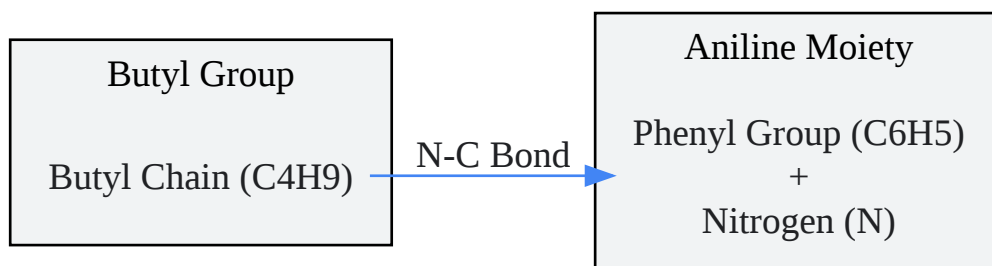 Butyl Group
Butyl Chain (C4H9)
N-C Bond
Aniline Moiety
Phenyl Group (C6H5)
+
Nitrogen (N)